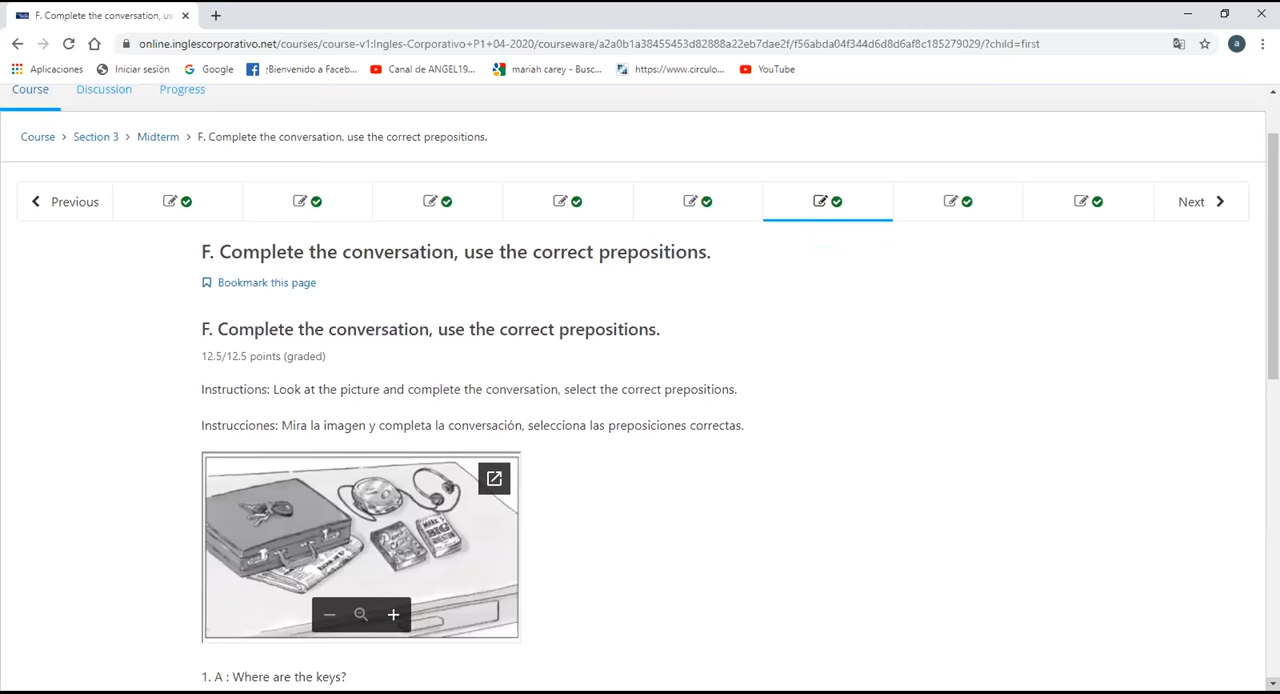 F. Complete the conversation, us
online.inglescorporativo.net/courses/course-v1:Ingles-Corporativo+P1+04-2020/courseware/a2a0b1a38455453d82888a22eb7dae2f/f56abda04f344d6d8d6af8c185279029/?child=first
a
Aplicaciones
Iniciar sesión
Google
¡Bienvenido a Faceb...
Canal de ANGEL19...
mariah carey - Busc...
https://www.circulo...
YouTube
Course Discussion Progress
Course > Section 3 > Midterm > F. Complete the conversation, use the correct prepositions.
Previous
Next
F. Complete the conversation, use the correct prepositions.
Bookmark this page
F. Complete the conversation, use the correct prepositions.
12.5/12.5 points (graded)
Instructions: Look at the picture and complete the conversation, select the correct prepositions.
Instrucciones: Mira la imagen y completa la conversación, selecciona las preposiciones correctas.
1. A : Where are the keys?